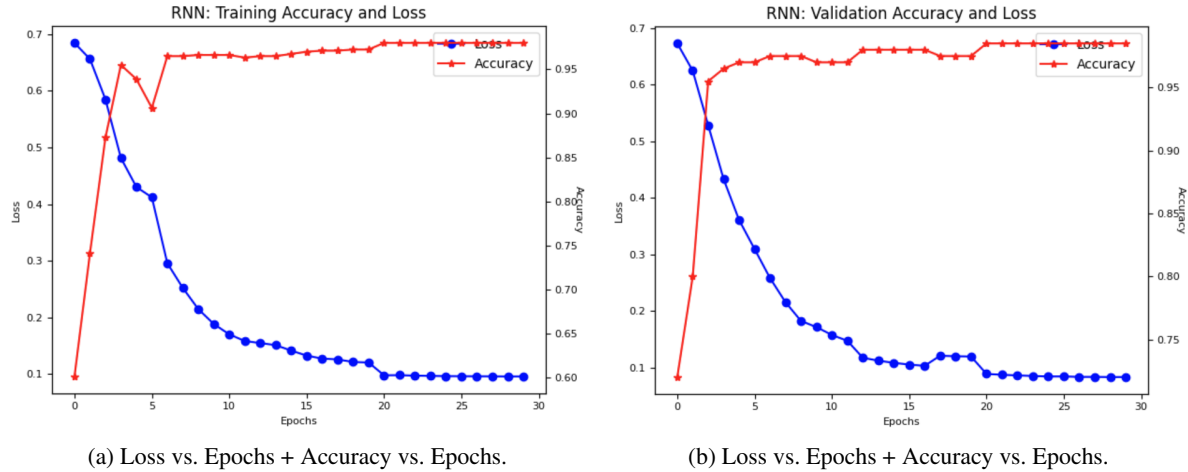 RNN: Training Accuracy and Loss
0.7
0.6
0.5
0.4
0.3
0.2
0.1
Loss
0.95
0.90
0.85
0.80
0.75
0.70
0.65
0.60
Accuracy
Loss
Accuracy
0 5 10 15 20 25 30
Epochs
(a) Loss vs. Epochs + Accuracy vs. Epochs.
RNN: Validation Accuracy and Loss
0.7
0.6
0.5
0.4
0.3
0.2
0.1
Loss
0.95
0.90
0.85
0.80
0.75
Accuracy
Loss
Accuracy
0 5 10 15 20 25 30
Epochs
(b) Loss vs. Epochs + Accuracy vs. Epochs.